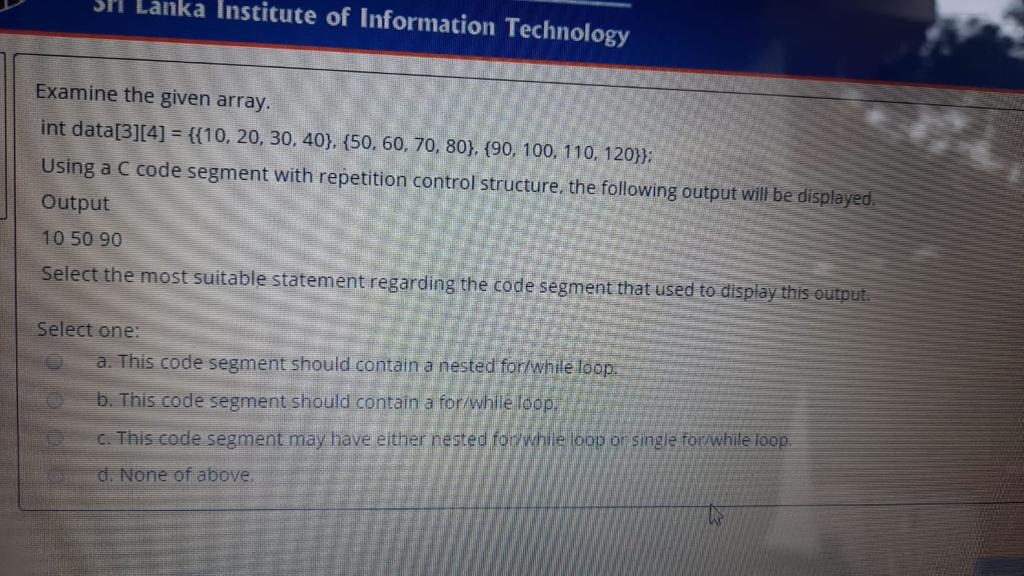 Sri Lanka Institute of Information Technology
Examine the given array.
int data[3][4] = {{10, 20, 30, 40}, {50, 60, 70, 80}, {90, 100, 110, 120}};
Using a C code segment with repetition control structure, the following output will be displayed.
Output
10 50 90
Select the most suitable statement regarding the code segment that used to display this output.
Select one:
a. This code segment should contain a nested for/while loop.
b. This code segment should contain a for/while loop.
c. This code segment may have either nested for/while loop or single for/while loop.
d. None of above.